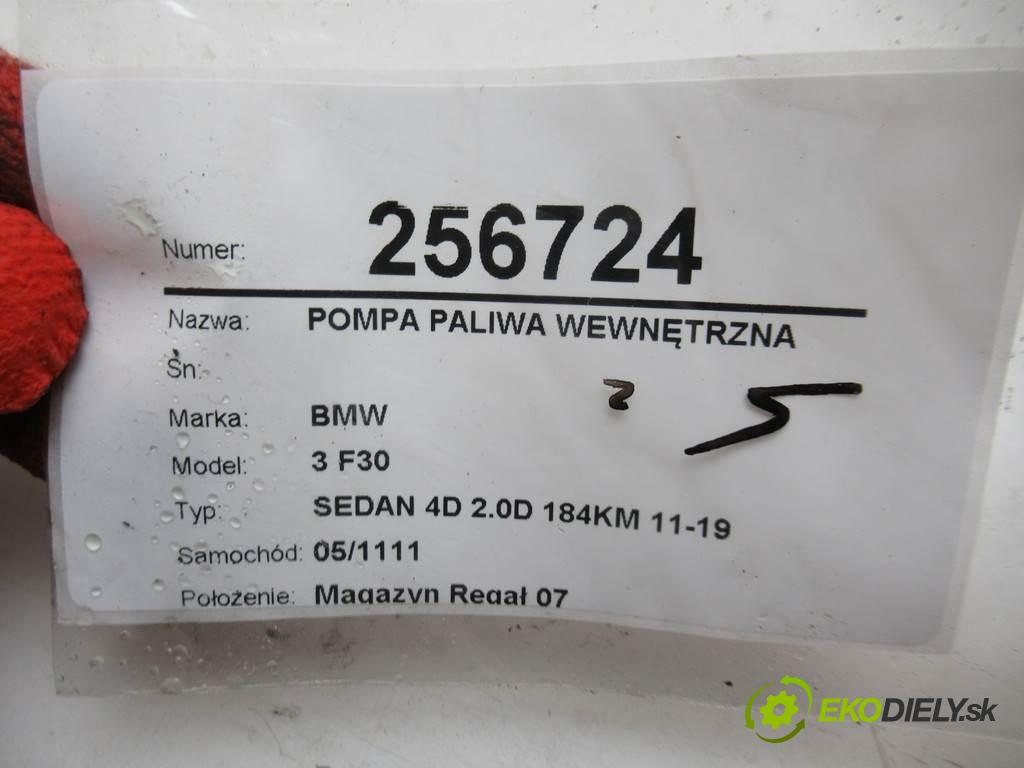 Numer: 256724
Nazwa: POMPA PALIWA WEWNĘTRZNA
Sn:
Marka: BMW
Model: 3 F30
Typ: SEDAN 4D 2.0D 184KM 11-19
Samochód: 05/1111
Położenie: Magazyn Regał 07
EKODIELY.sk